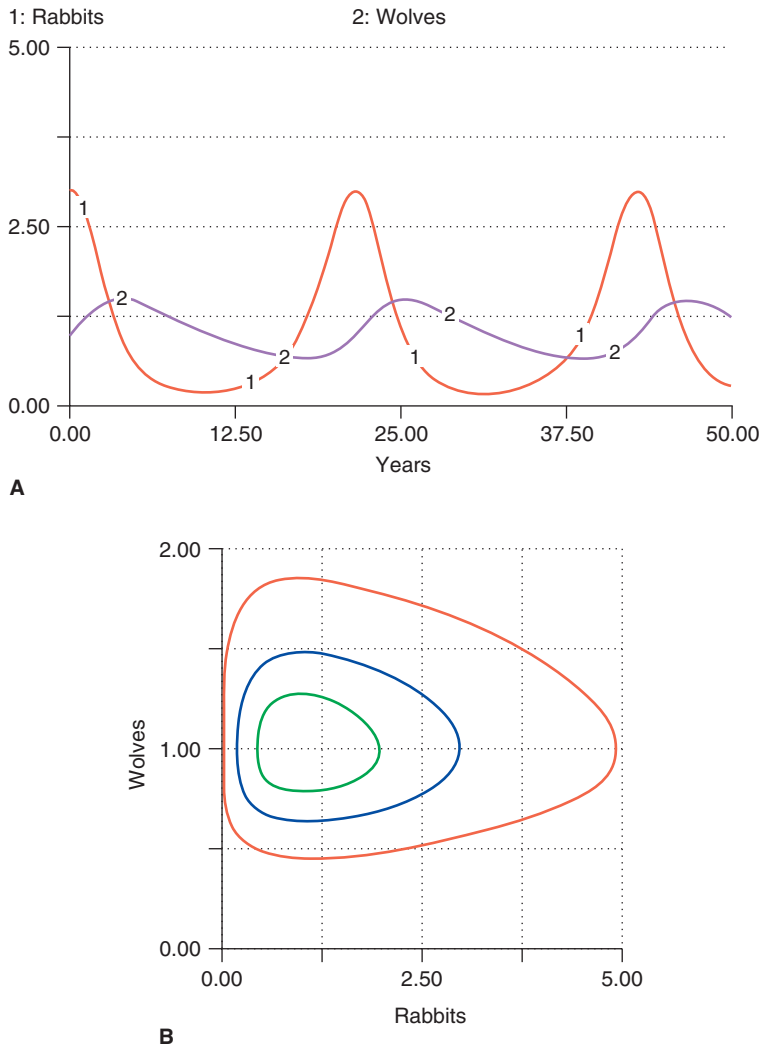 1: Rabbits 2: Wolves
5.00
1
2.50
2 2
1
2 2
1 1 1
0.00
0.00 12.50 25.00 37.50 50.00
Years
A
2.00
Wolves
1.00
0.00
0.00 2.50 5.00
Rabbits
B